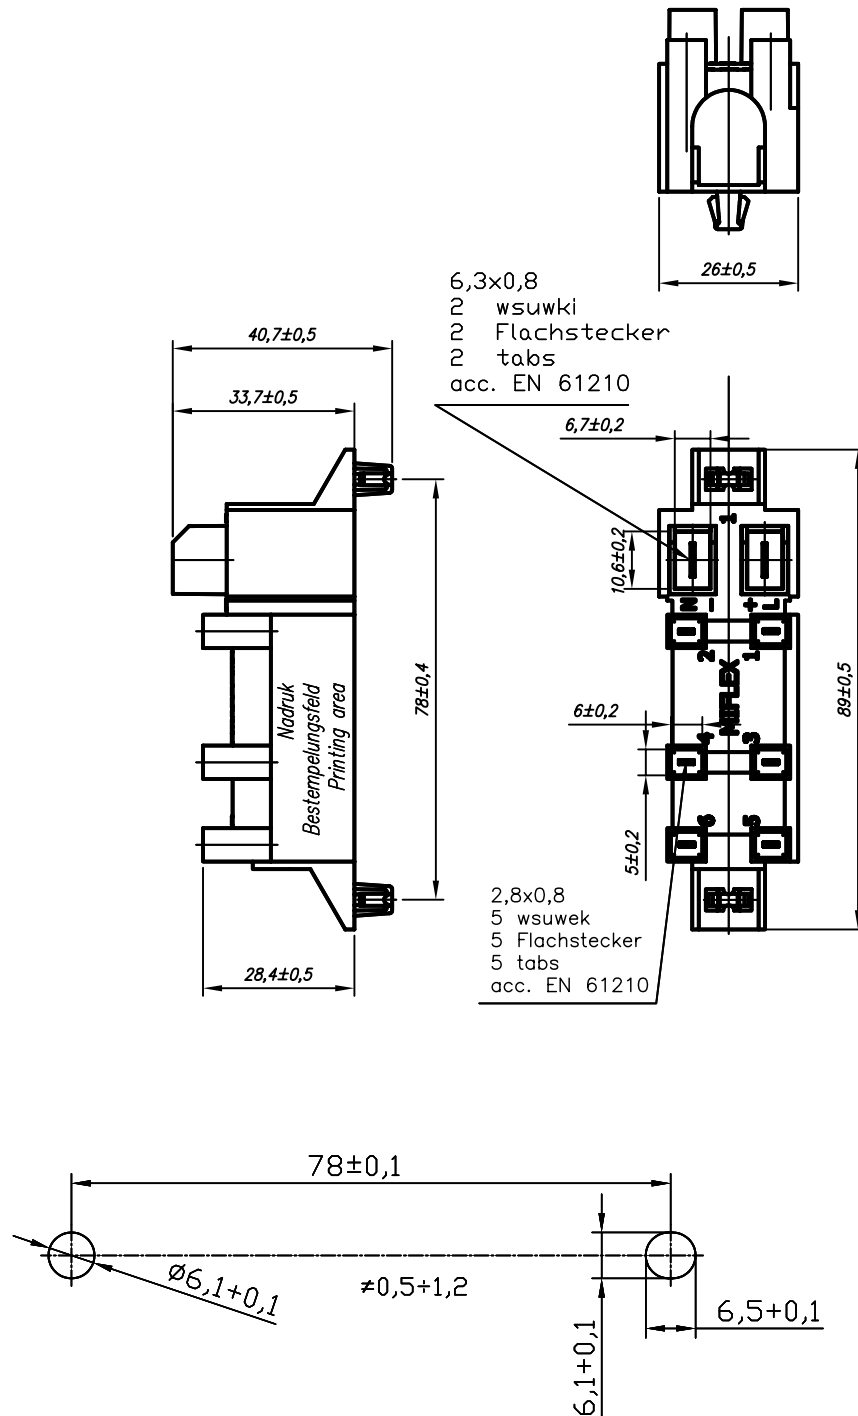 26±0,5
6,3x0,8
2 wsuwki
2 Flachstecker
2 tabs
acc. EN 61210
40,7±0,5
33,7±0,5
6,7±0,2
10,6±0,2
1
N - + L
2 1
MIFLEX
78±0,4
89±0,5
Nadruk
Bestempelungsfeld
Printing area
6±0,2
4 3
5±0,2
6 5
2,8x0,8
5 wsuwek
5 Flachstecker
5 tabs
acc. EN 61210
28,4±0,5
78±0,1
Ø6,1+0,1
≠0,5÷1,2
6,1+0,1
6,5+0,1